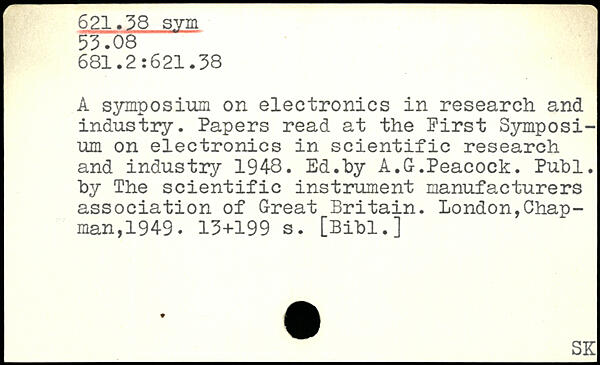 621.38 sym
53.08
681.2:621.38
A symposium on electronics in research and
industry. Papers read at the First Symposi-
um on electronics in scientific research
and industry 1948. Ed.by A.G.Peacock. Publ.
by The scientific instrument manufacturers
association of Great Britain. London,Chap-
man,1949. 13+199 s. [Bibl.]
SK